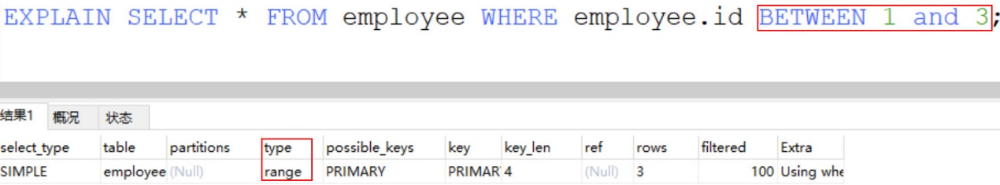 EXPLAIN SELECT * FROM employee WHERE employee.id BETWEEN 1 and 3;
结果1 概况 状态
select_type table partitions type possible_keys key key_len ref rows filtered Extra
SIMPLE employee (Null) range PRIMARY PRIMAR 4 (Null) 3 100 Using whe